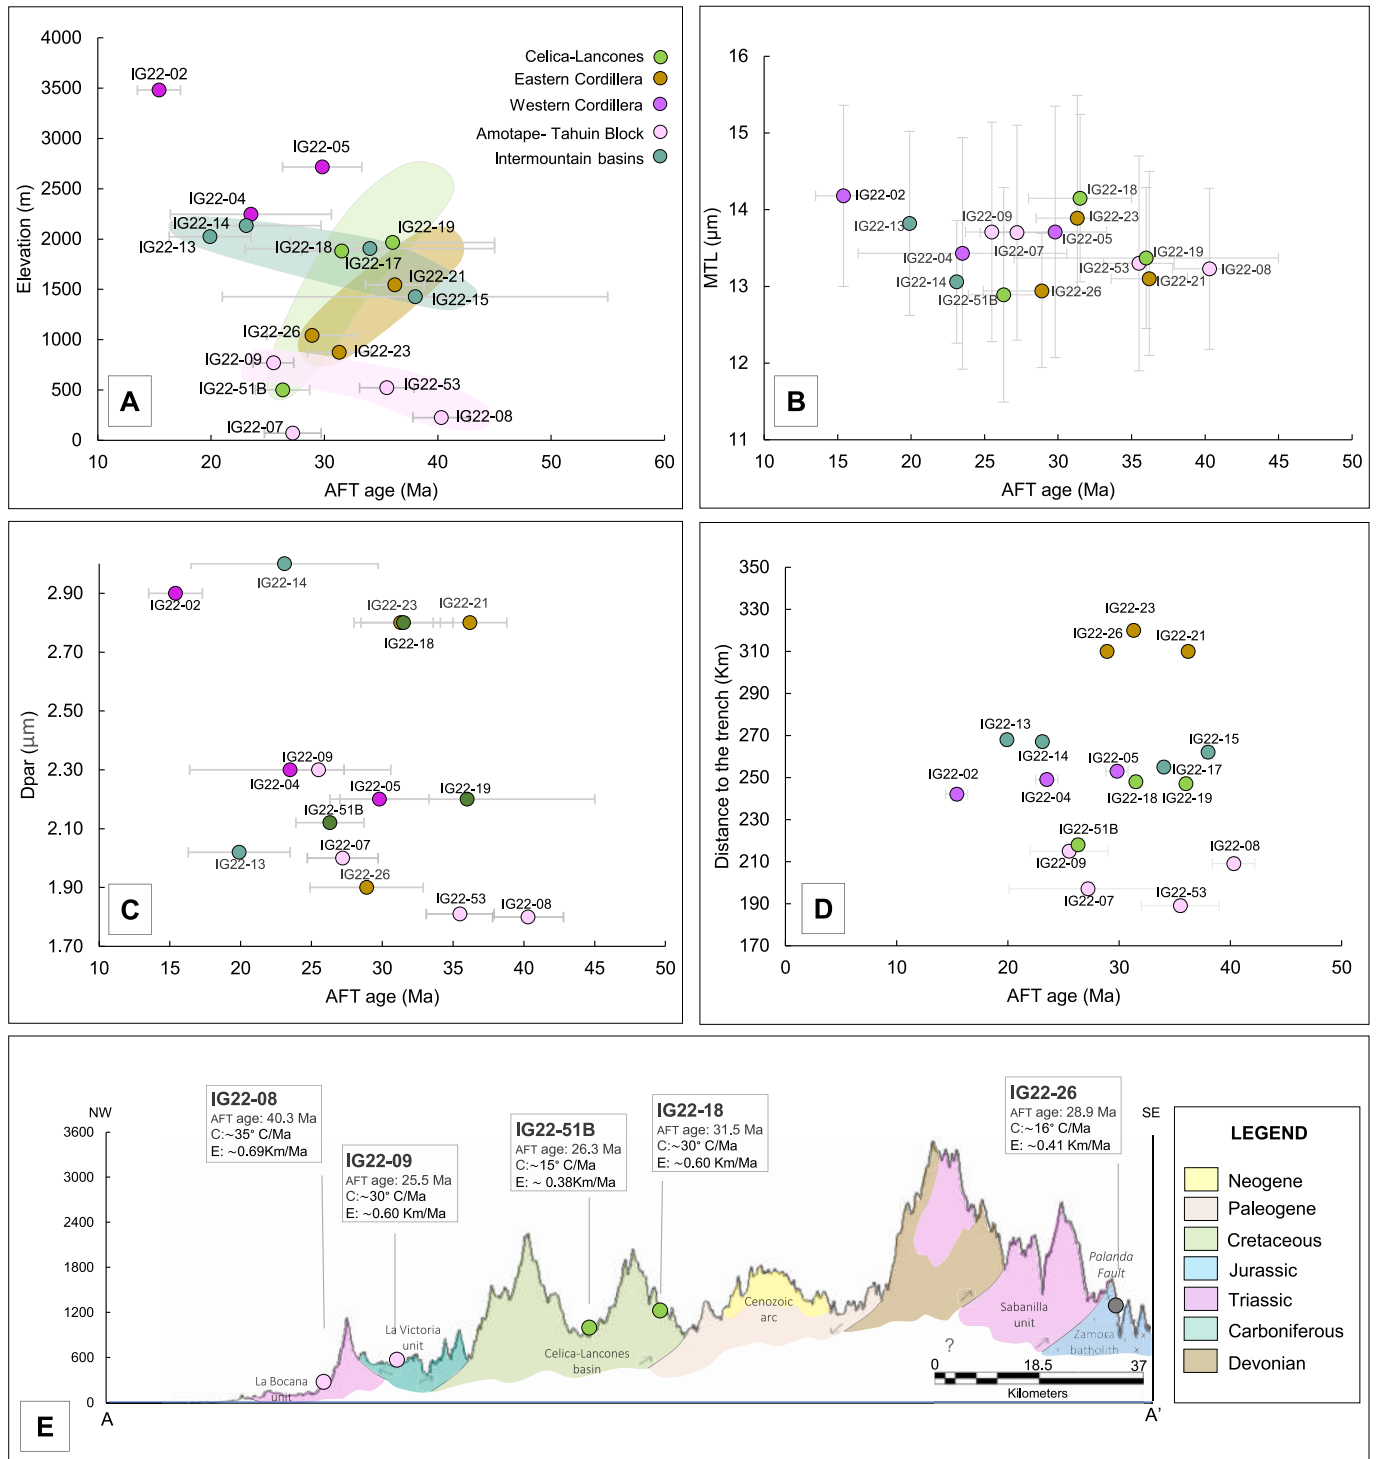 4000
3500
3000
2500
2000
1500
1000
500
0
Elevation (m)
10
20
30
40
50
60
AFT age (Ma)
A
IG22-02
IG22-05
IG22-04
IG22-14
IG22-13
IG22-18
IG22-19
IG22-17
IG22-21
IG22-15
IG22-26
IG22-23
IG22-09
IG22-51B
IG22-53
IG22-08
IG22-07
Celica-Lancones
Eastern Cordillera
Western Cordillera
Amotape- Tahuin Block
Intermountain basins
16
15
14
13
12
11
MTL (μm)
10
15
20
25
30
35
40
45
50
AFT age (Ma)
B
IG22-02
IG22-13
IG22-09
IG22-18
IG22-23
IG22-05
IG22-07
IG22-04
IG22-14
IG22-51B
IG22-26
IG22-53
IG22-19
IG22-21
IG22-08
2.90
2.70
2.50
2.30
2.10
1.90
1.70
Dpar (μm)
10
15
20
25
30
35
40
45
50
AFT age (Ma)
C
IG22-14
IG22-02
IG22-23
IG22-21
IG22-18
IG22-09
IG22-04
IG22-05
IG22-19
IG22-51B
IG22-13
IG22-07
IG22-26
IG22-53
IG22-08
350
330
310
290
270
250
230
210
190
170
Distance to the trench (Km)
0
10
20
30
40
50
AFT age (Ma)
D
IG22-23
IG22-26
IG22-21
IG22-13
IG22-14
IG22-15
IG22-05
IG22-17
IG22-02
IG22-04
IG22-18
IG22-19
IG22-51B
IG22-09
IG22-08
IG22-07
IG22-53
NW
SE
3600
3000
2400
1800
1200
600
0
A
A'
E
IG22-08
AFT age: 40.3 Ma
C:~35° C/Ma
E: ~0.69Km/Ma
IG22-09
AFT age: 25.5 Ma
C:~30° C/Ma
E: ~0.60 Km/Ma
IG22-51B
AFT age: 26.3 Ma
C:~15° C/Ma
E: ~ 0.38Km/Ma
IG22-18
AFT age: 31.5 Ma
C:~30° C/Ma
E: ~0.60 Km/Ma
IG22-26
AFT age: 28.9 Ma
C:~16° C/Ma
E: ~0.41 Km/Ma
La Bocana
unit
La Victoria
unit
Celica-Lancones
basin
Cenozoic
arc
Sabanilla
unit
Palanda
Fault
Zamora
batholith
?
0
18.5
37
Kilometers
LEGEND
Neogene
Paleogene
Cretaceous
Jurassic
Triassic
Carboniferous
Devonian